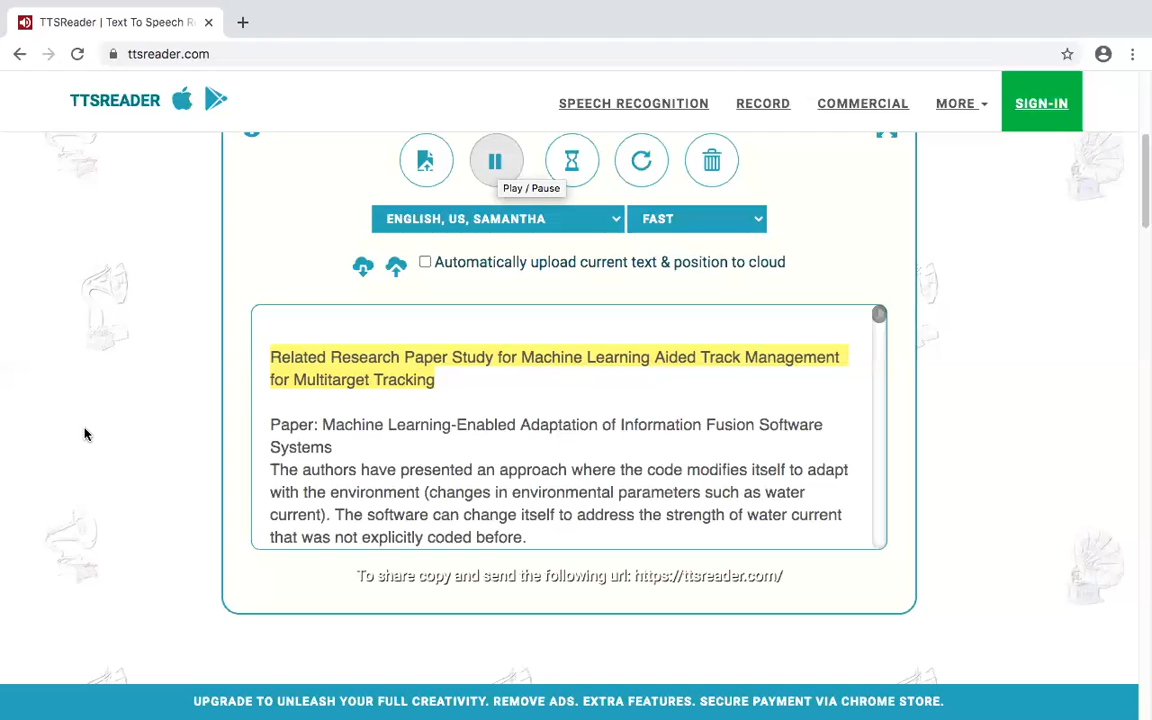 TTSReader | Text To Speech R
ttsreader.com
TTSREADER
SPEECH RECOGNITION
RECORD
COMMERCIAL
MORE
SIGN-IN
Play / Pause
ENGLISH, US, SAMANTHA
FAST
Automatically upload current text & position to cloud
Related Research Paper Study for Machine Learning Aided Track Management
for Multitarget Tracking
Paper: Machine Learning-Enabled Adaptation of Information Fusion Software
Systems
The authors have presented an approach where the code modifies itself to adapt
with the environment (changes in environmental parameters such as water
current). The software can change itself to address the strength of water current
that was not explicitly coded before.
To share copy and send the following url: https://ttsreader.com/
UPGRADE TO UNLEASH YOUR FULL CREATIVITY. REMOVE ADS. EXTRA FEATURES. SECURE PAYMENT VIA CHROME STORE.